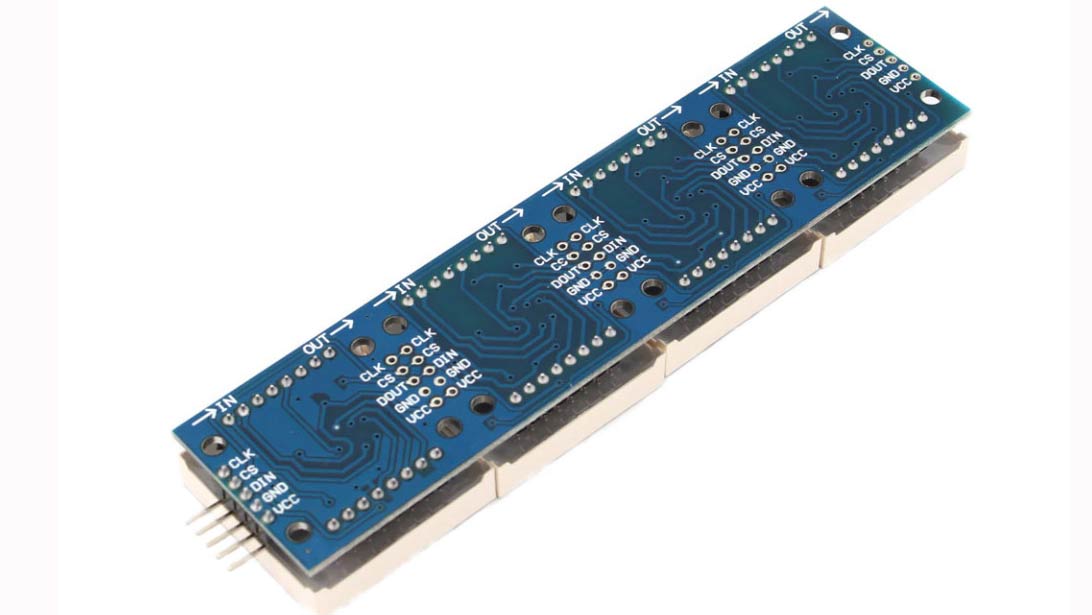 →IN
CLK
CS
DIN
GND
VCC
OUT→
CLK CLK
CS CS
DOUT DIN
GND GND
VCC VCC
→IN
OUT→
CLK CLK
CS CS
DOUT DIN
GND GND
VCC VCC
→IN
OUT→
CLK CLK
CS CS
DOUT DIN
GND GND
VCC VCC
→IN
OUT→
CLK
CS
DOUT
GND
VCC